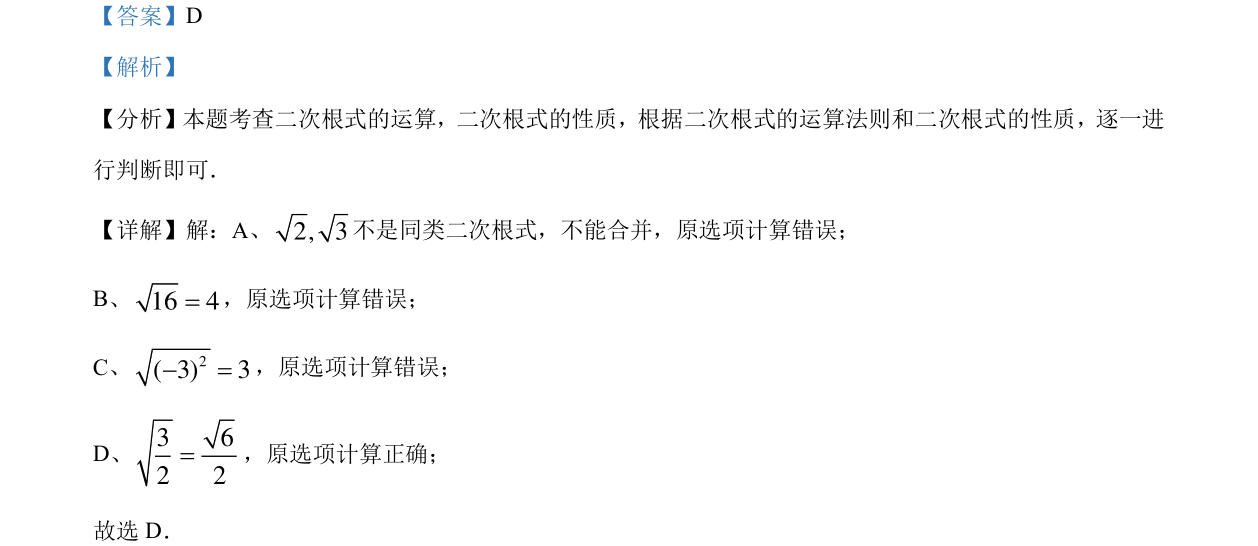 【答案】D
【解析】
【分析】本题考查二次根式的运算，二次根式的性质，根据二次根式的运算法则和二次根式的性质，逐一进
行判断即可．
【详解】解：A、√2,√3不是同类二次根式，不能合并，原选项计算错误；
B、√16=4，原选项计算错误；
C、√((−3)²)=3，原选项计算错误；
D、√(3/2)=√6/2，原选项计算正确；
故选 D．